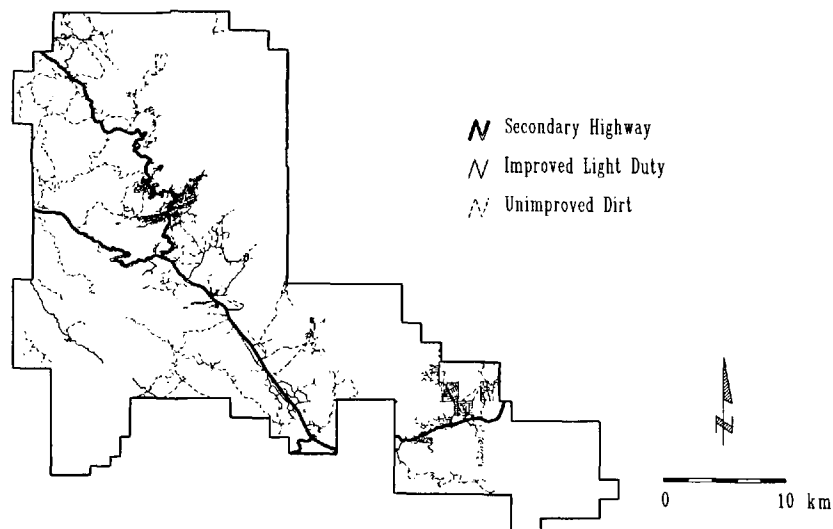 Secondary Highway
Improved Light Duty
Unimproved Dirt
N
0 10 km